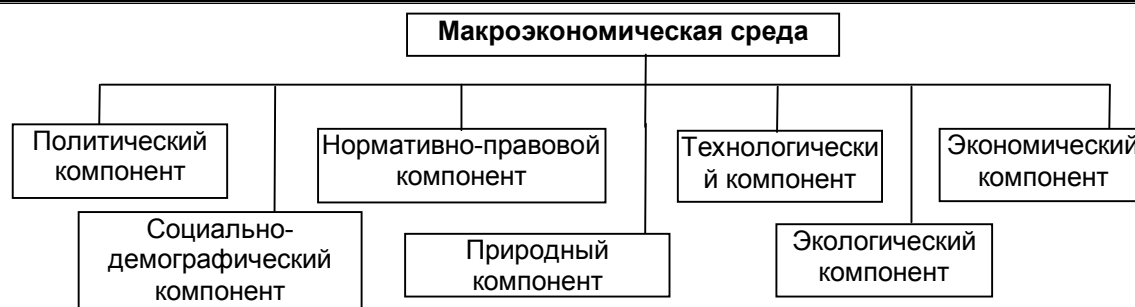 Макроэкономическая среда
Политический
компонент
Нормативно-правовой
компонент
Технологически
й компонент
Экономический
компонент
Социально-
демографический
компонент
Природный
компонент
Экологический
компонент